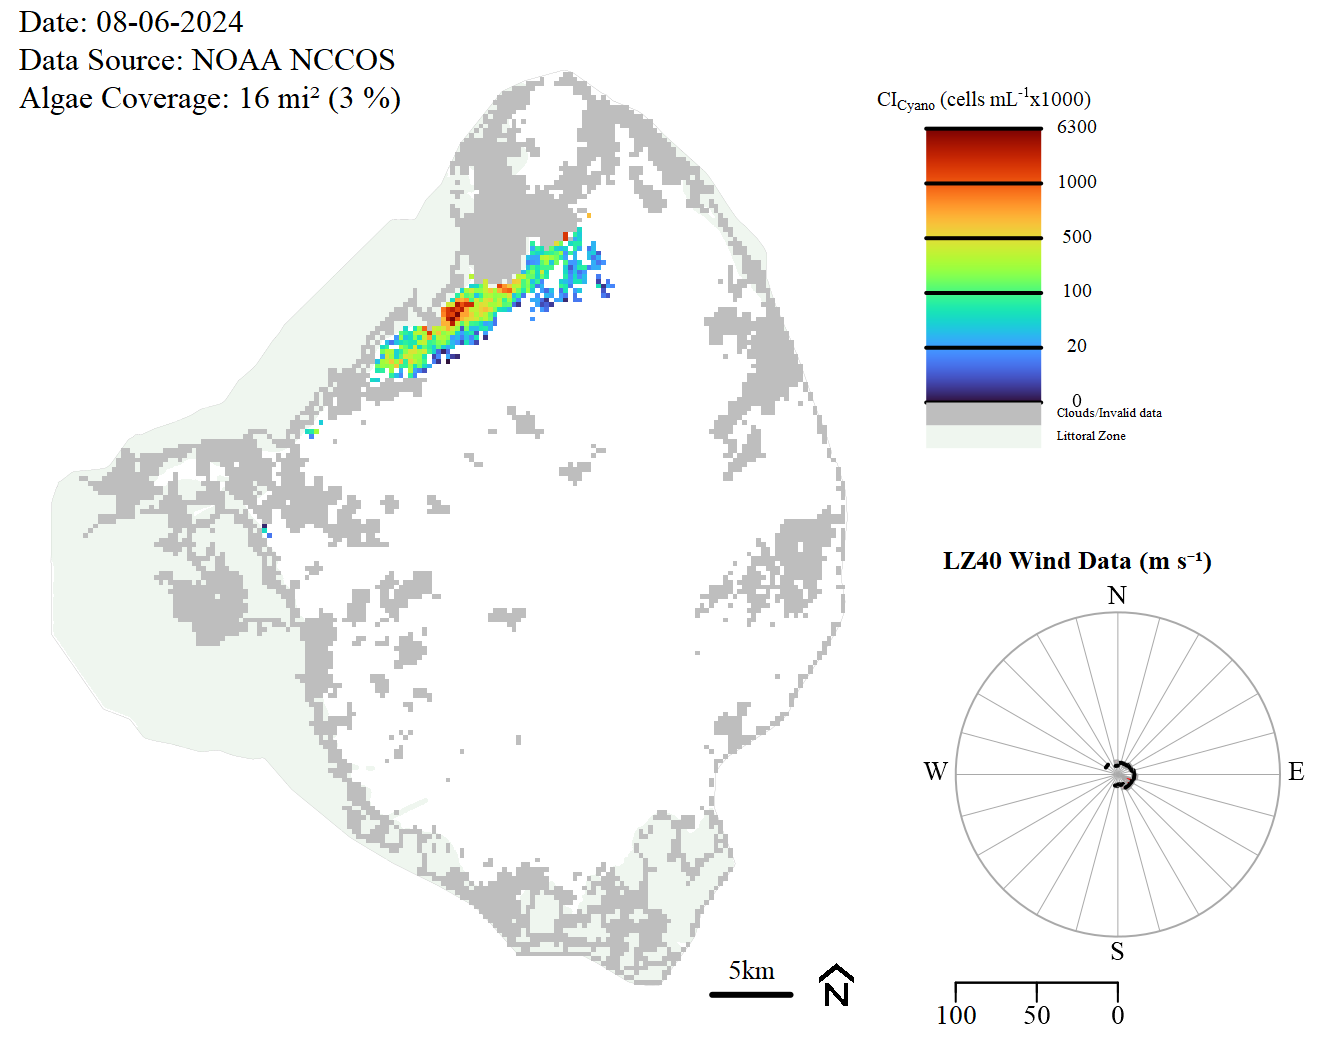 Date: 08-06-2024
Data Source: NOAA NCCOS
Algae Coverage: 16 mi² (3 %)
CI_Cyano (cells mL⁻¹x1000)
6300
1000
500
100
20
0
Clouds/Invalid data
Littoral Zone
LZ40 Wind Data (m s⁻¹)
N
W
E
S
5km
N
100 50 0